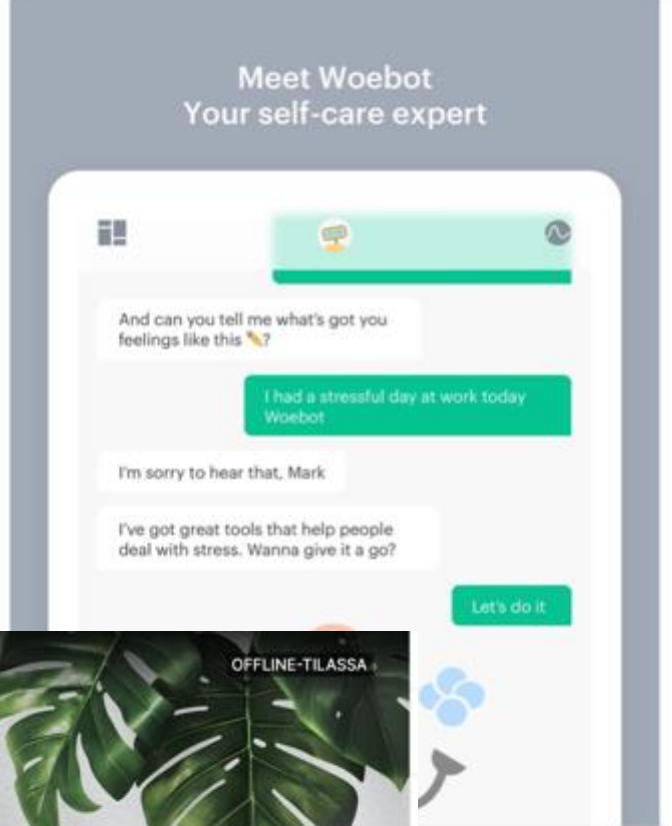 Meet Woebot
Your self-care expert
And can you tell me what's got you
feelings like this ✏️?
I had a stressful day at work today
Woebot
I'm sorry to hear that, Mark
I've got great tools that help people
deal with stress. Wanna give it a go?
Let's do it
OFFLINE-TILASSA